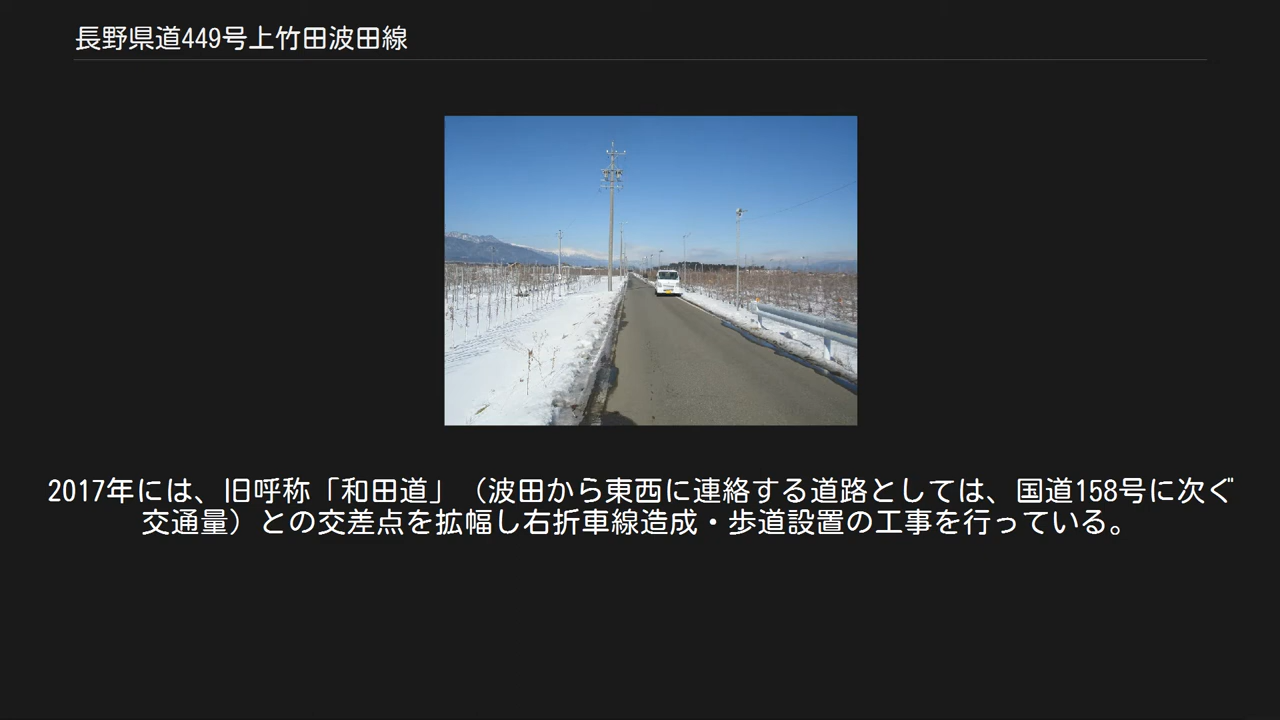 長野県道449号上竹田波田線
2017年には、旧呼称「和田道」（波田から東西に連絡する道路としては、国道158号に次ぐ
交通量）との交差点を拡幅し右折車線造成・歩道設置の工事を行っている。